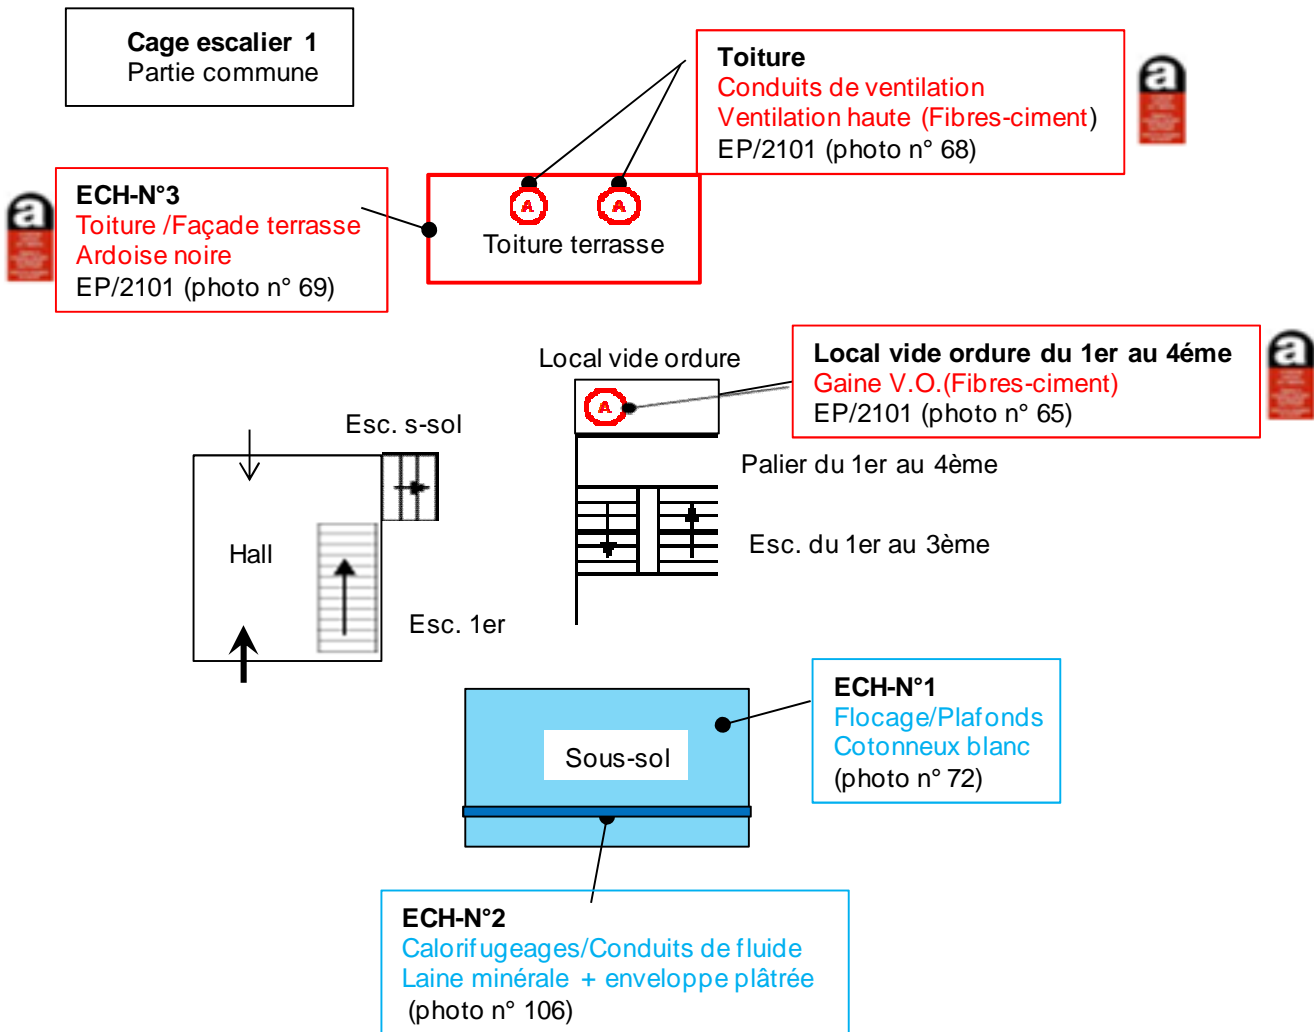 Cage escalier 1
Partie commune
Toiture
Conduits de ventilation
Ventilation haute (Fibres-ciment)
EP/2101 (photo n° 68)
a
a
ECH-N°3
Toiture /Façade terrasse
Ardoise noire
EP/2101 (photo n° 69)
A
A
Toiture terrasse
Local vide ordure
A
Local vide ordure du 1er au 4éme
Gaine V.O.(Fibres-ciment)
EP/2101 (photo n° 65)
a
Esc. s-sol
Palier du 1er au 4ème
Hall
Esc. du 1er au 3ème
Esc. 1er
ECH-N°1
Flocage/Plafonds
Cotonneux blanc
(photo n° 72)
Sous-sol
ECH-N°2
Calorifugeages/Conduits de fluide
Laine minérale + enveloppe plâtrée
(photo n° 106)